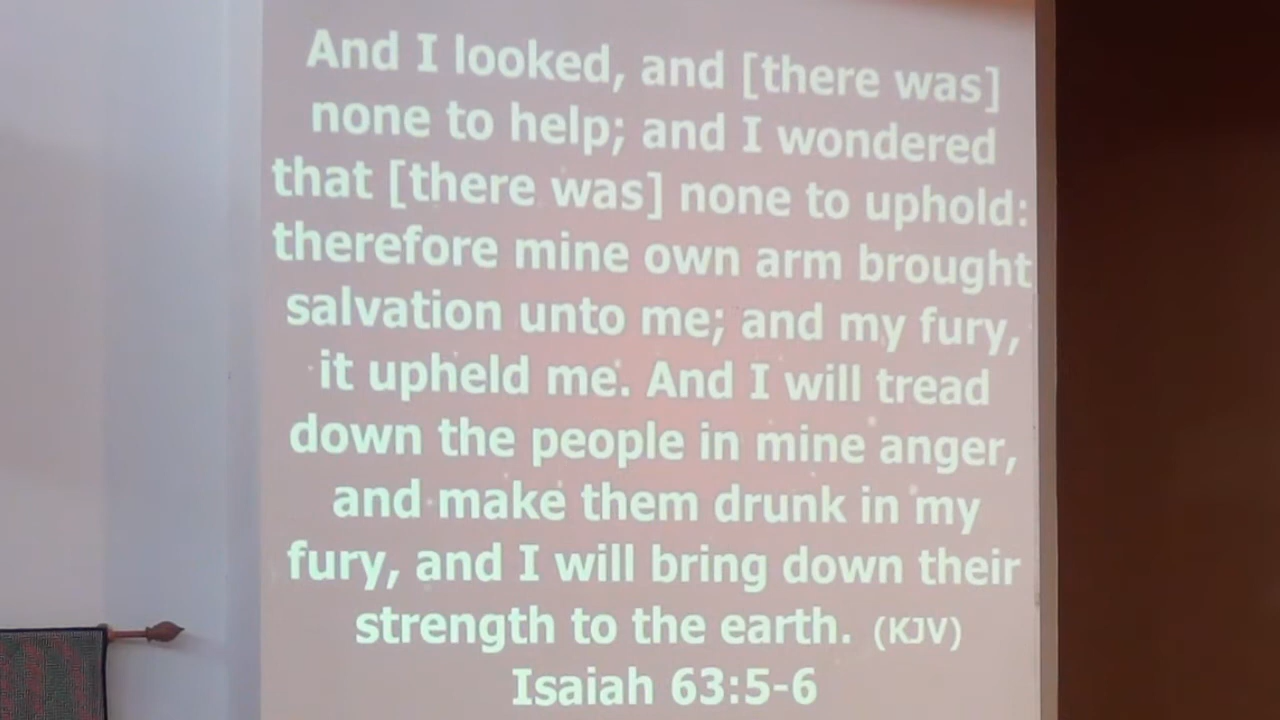 And I looked, and [there was]
none to help; and I wondered
that [there was] none to uphold:
therefore mine own arm brought
salvation unto me; and my fury,
it upheld me. And I will tread
down the people in mine anger,
and make them drunk in my
fury, and I will bring down their
strength to the earth. (KJV)
Isaiah 63:5-6